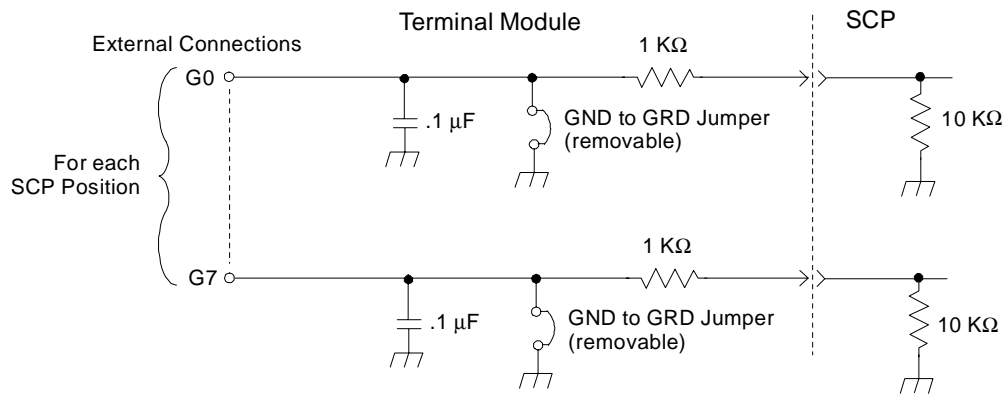 Terminal Module
SCP
External Connections
1 KΩ
G0
.1 µF
GND to GRD Jumper
(removable)
10 KΩ
For each
SCP Position
1 KΩ
G7
.1 µF
GND to GRD Jumper
(removable)
10 KΩ